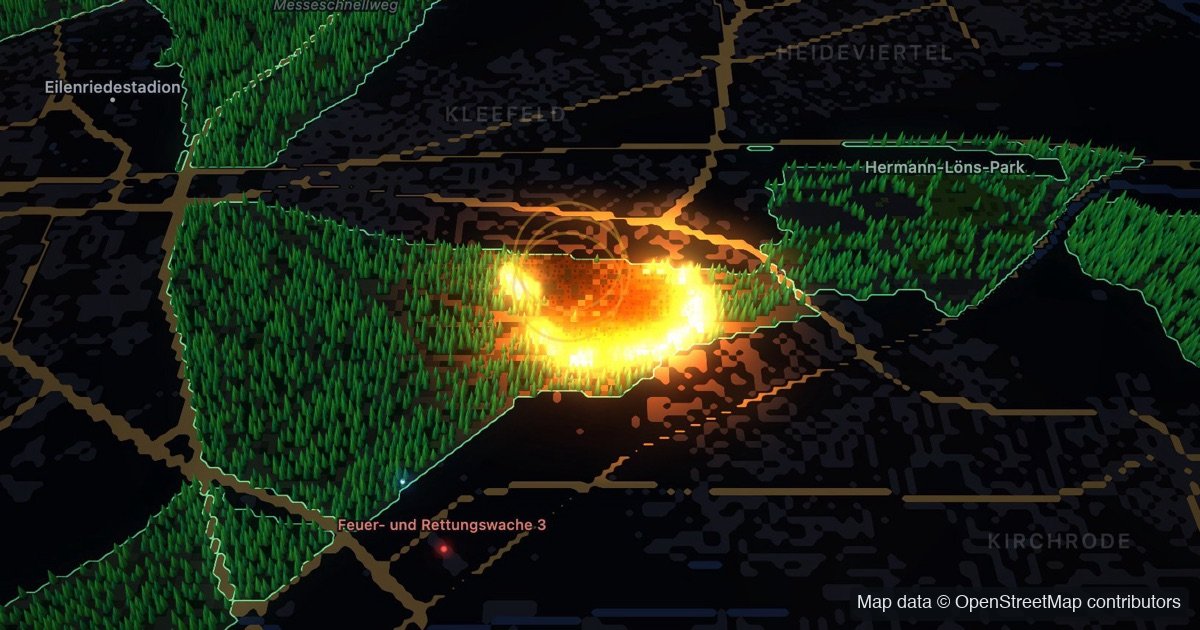 Messeschnellweg
HEIDEVIERTEL
Eilenriedestadion
KLEEFELD
Hermann-Löns-Park
Feuer- und Rettungswache 3
KIRCHRODE
Map data © OpenStreetMap contributors